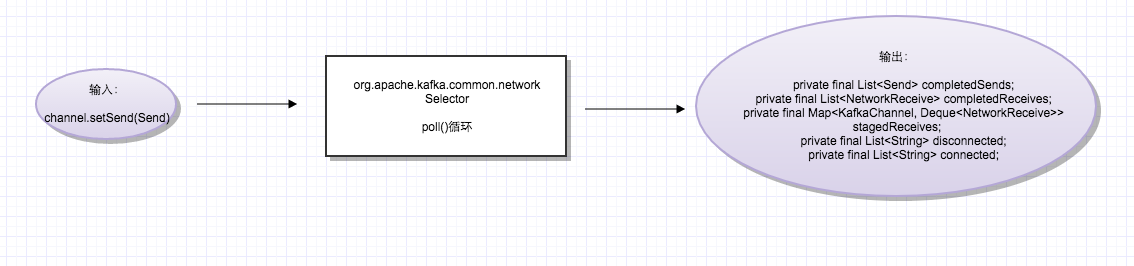 输入:
channel.setSend(Send)
org.apache.kafka.common.network
Selector
poll()循环
输出:
private final List<Send> completedSends;
private final List<NetworkReceive> completedReceives;
private final Map<KafkaChannel, Deque<NetworkReceive>>
stagedReceives;
private final List<String> disconnected;
private final List<String> connected;